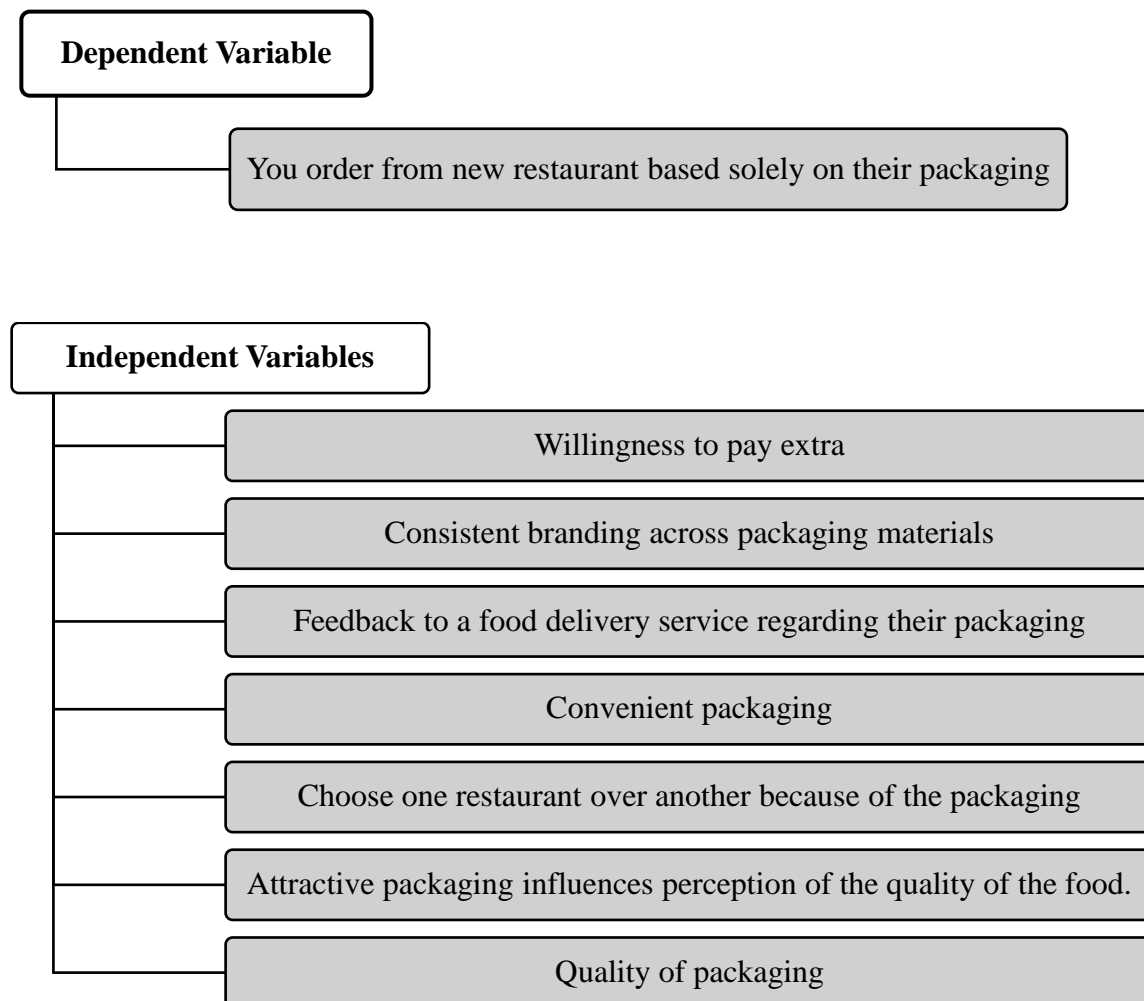 Dependent Variable
You order from new restaurant based solely on their packaging
Independent Variables
Willingness to pay extra
Consistent branding across packaging materials
Feedback to a food delivery service regarding their packaging
Convenient packaging
Choose one restaurant over another because of the packaging
Attractive packaging influences perception of the quality of the food.
Quality of packaging